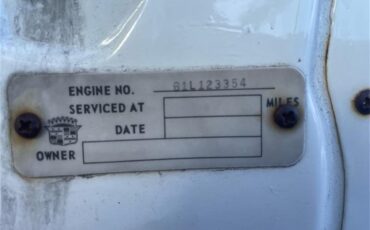 ENGINE NO. 61L123354
SERVICED AT MILES
DATE
OWNER